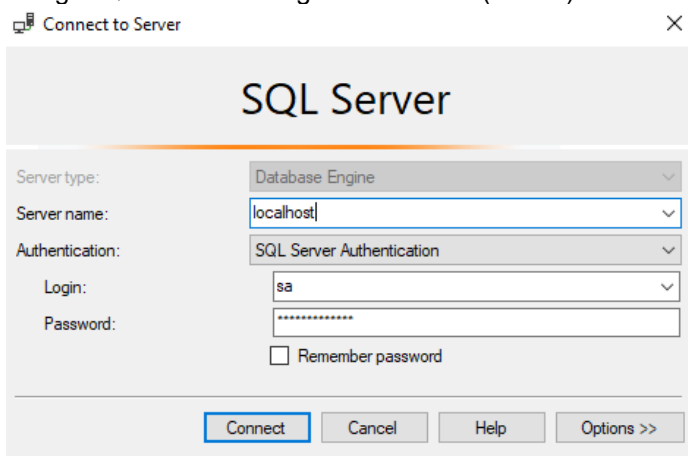 Connect to Server
SQL Server
Server type: Database Engine
Server name: localhost
Authentication: SQL Server Authentication
Login: sa
Password: *************
Remember password
Connect Cancel Help Options >>